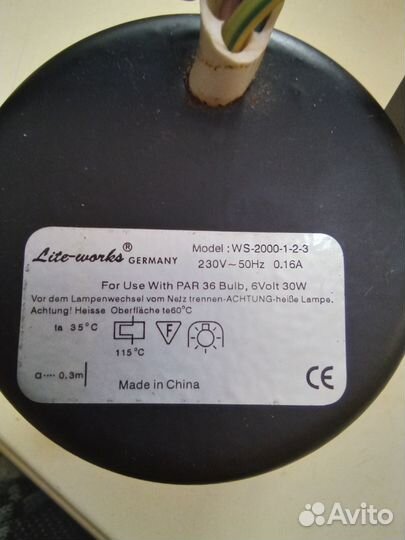 Lite-works® GERMANY
Model: WS-2000-1-2-3
230V~50Hz 0.16A
For Use With PAR 36 Bulb, 6Volt 30W
Vor dem Lampenwechsel vom Netz trennen-ACHTUNG-heiße Lampe.
Achtung! Heisse Oberfläche te60°C
ta 35°C
F
115°C
α···· 0.3m
Made in China
CE
Avito